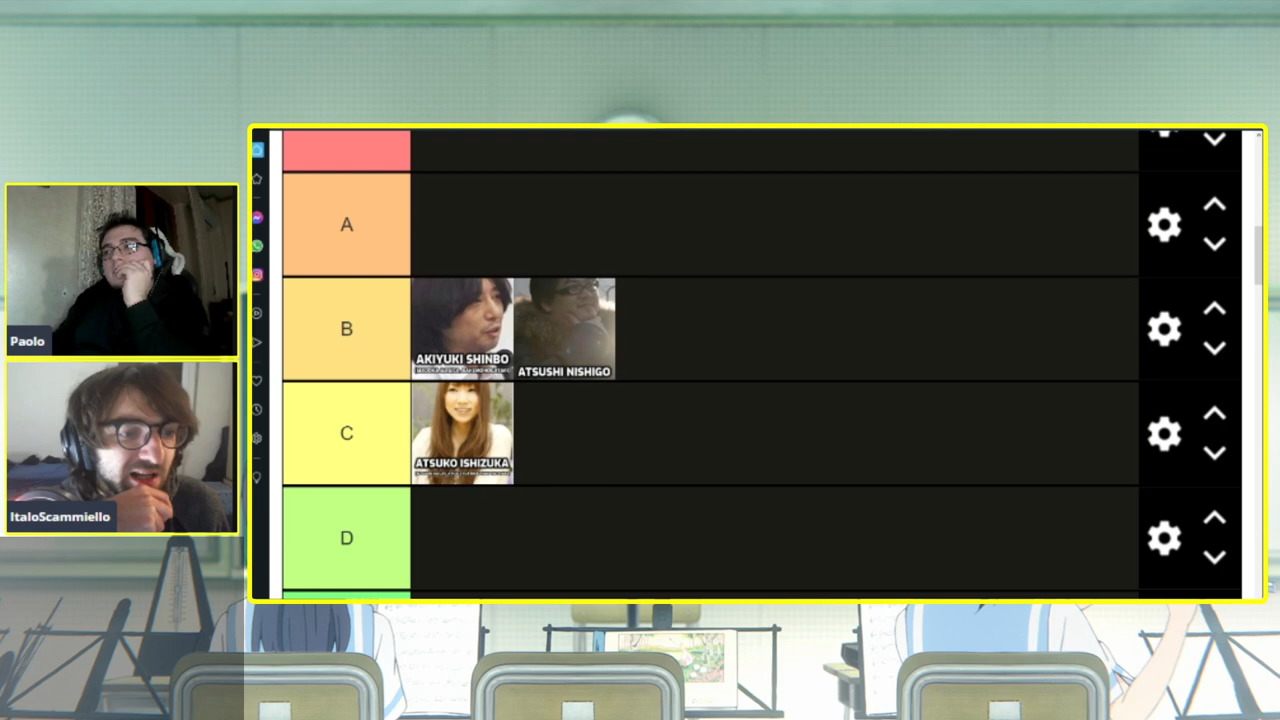 A
B
AKIYUKI SHINBO
ATSUSHI NISHIGO
C
ATSUKO ISHIZUKA
D
Paolo
ItaloScammiello